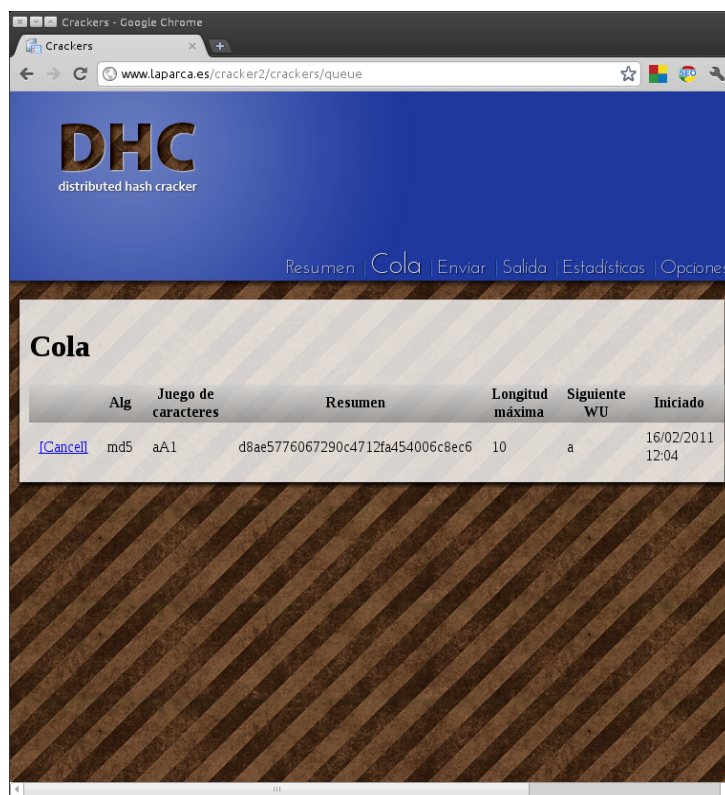 Crackers - Google Chrome
Crackers
www.laparca.es/cracker2/crackers/queue
SEO
DHC
distributed hash cracker
Resumen | Cola | Enviar | Salida | Estadísticas | Opciones
Cola
Alg Juego de caracteres Resumen Longitud máxima Siguiente WU Iniciado
[Cancel] md5 aA1 d8ae5776067290c4712fa454006c8ec6 10 a 16/02/2011 12:04